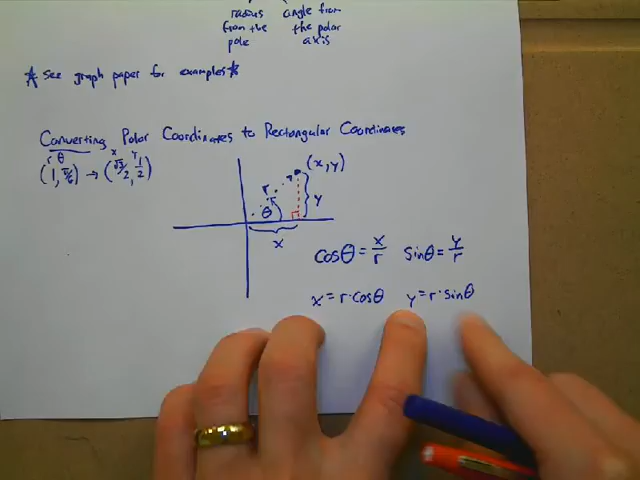 radius angle from
from the the polar
pole axis
* See graph paper for examples *
Converting Polar Coordinates to Rectangular Coordinates
r θ x y
(1, π/6) → (√3/2, 1/2)
(x, y)
r
θ
y
x
cosθ = x/r sinθ = y/r
x = r·cosθ y = r·sinθ